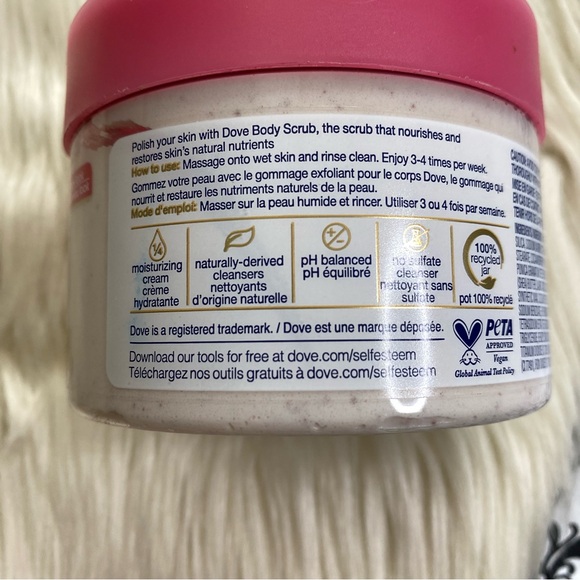 Polish your skin with Dove Body Scrub, the scrub that nourishes and
restores skin's natural nutrients
How to use: Massage onto wet skin and rinse clean. Enjoy 3-4 times per week.
Gommez votre peau avec le gommage exfoliant pour le corps Dove, le gommage qui
nourrit et restaure les nutriments naturels de la peau.
Mode d'emploi: Masser sur la peau humide et rincer. Utiliser 3 ou 4 fois par semaine.
1/4
moisturizing
cream
crème
hydratante
naturally-derived
cleansers
nettoyants
d'origine naturelle
pH balanced
pH équilibré
no sulfate
cleanser
nettoyant sans
sulfate
100%
recycled
jar
pot 100% recyclé
Dove is a registered trademark. / Dove est une marque déposée.
Download our tools for free at dove.com/selfesteem
Téléchargez nos outils gratuits à dove.com/selfesteem
PETA
APPROVED
Vegan
Global Animal Test Policy